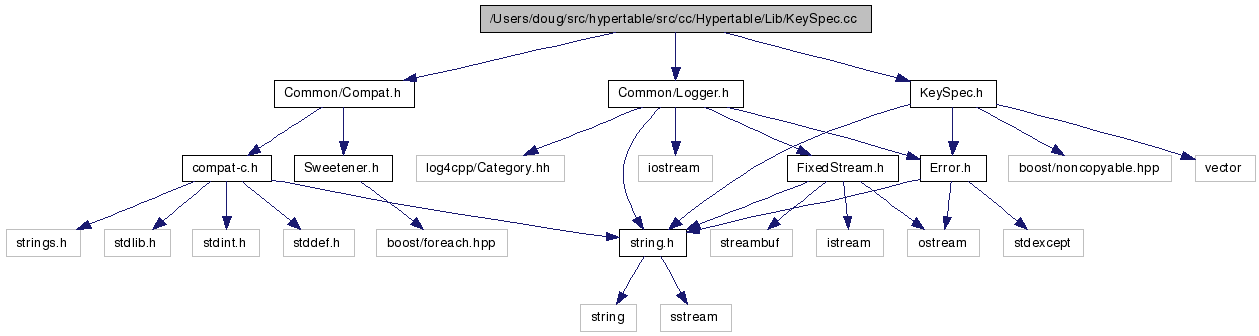 /Users/doug/src/hypertable/src/cc/Hypertable/Lib/KeySpec.cc
Common/Compat.h
Common/Logger.h
KeySpec.h
compat-c.h
Sweetener.h
log4cpp/Category.hh
iostream
FixedStream.h
Error.h
boost/noncopyable.hpp
vector
strings.h
stdlib.h
stdint.h
stddef.h
boost/foreach.hpp
string.h
streambuf
istream
ostream
stdexcept
string
sstream